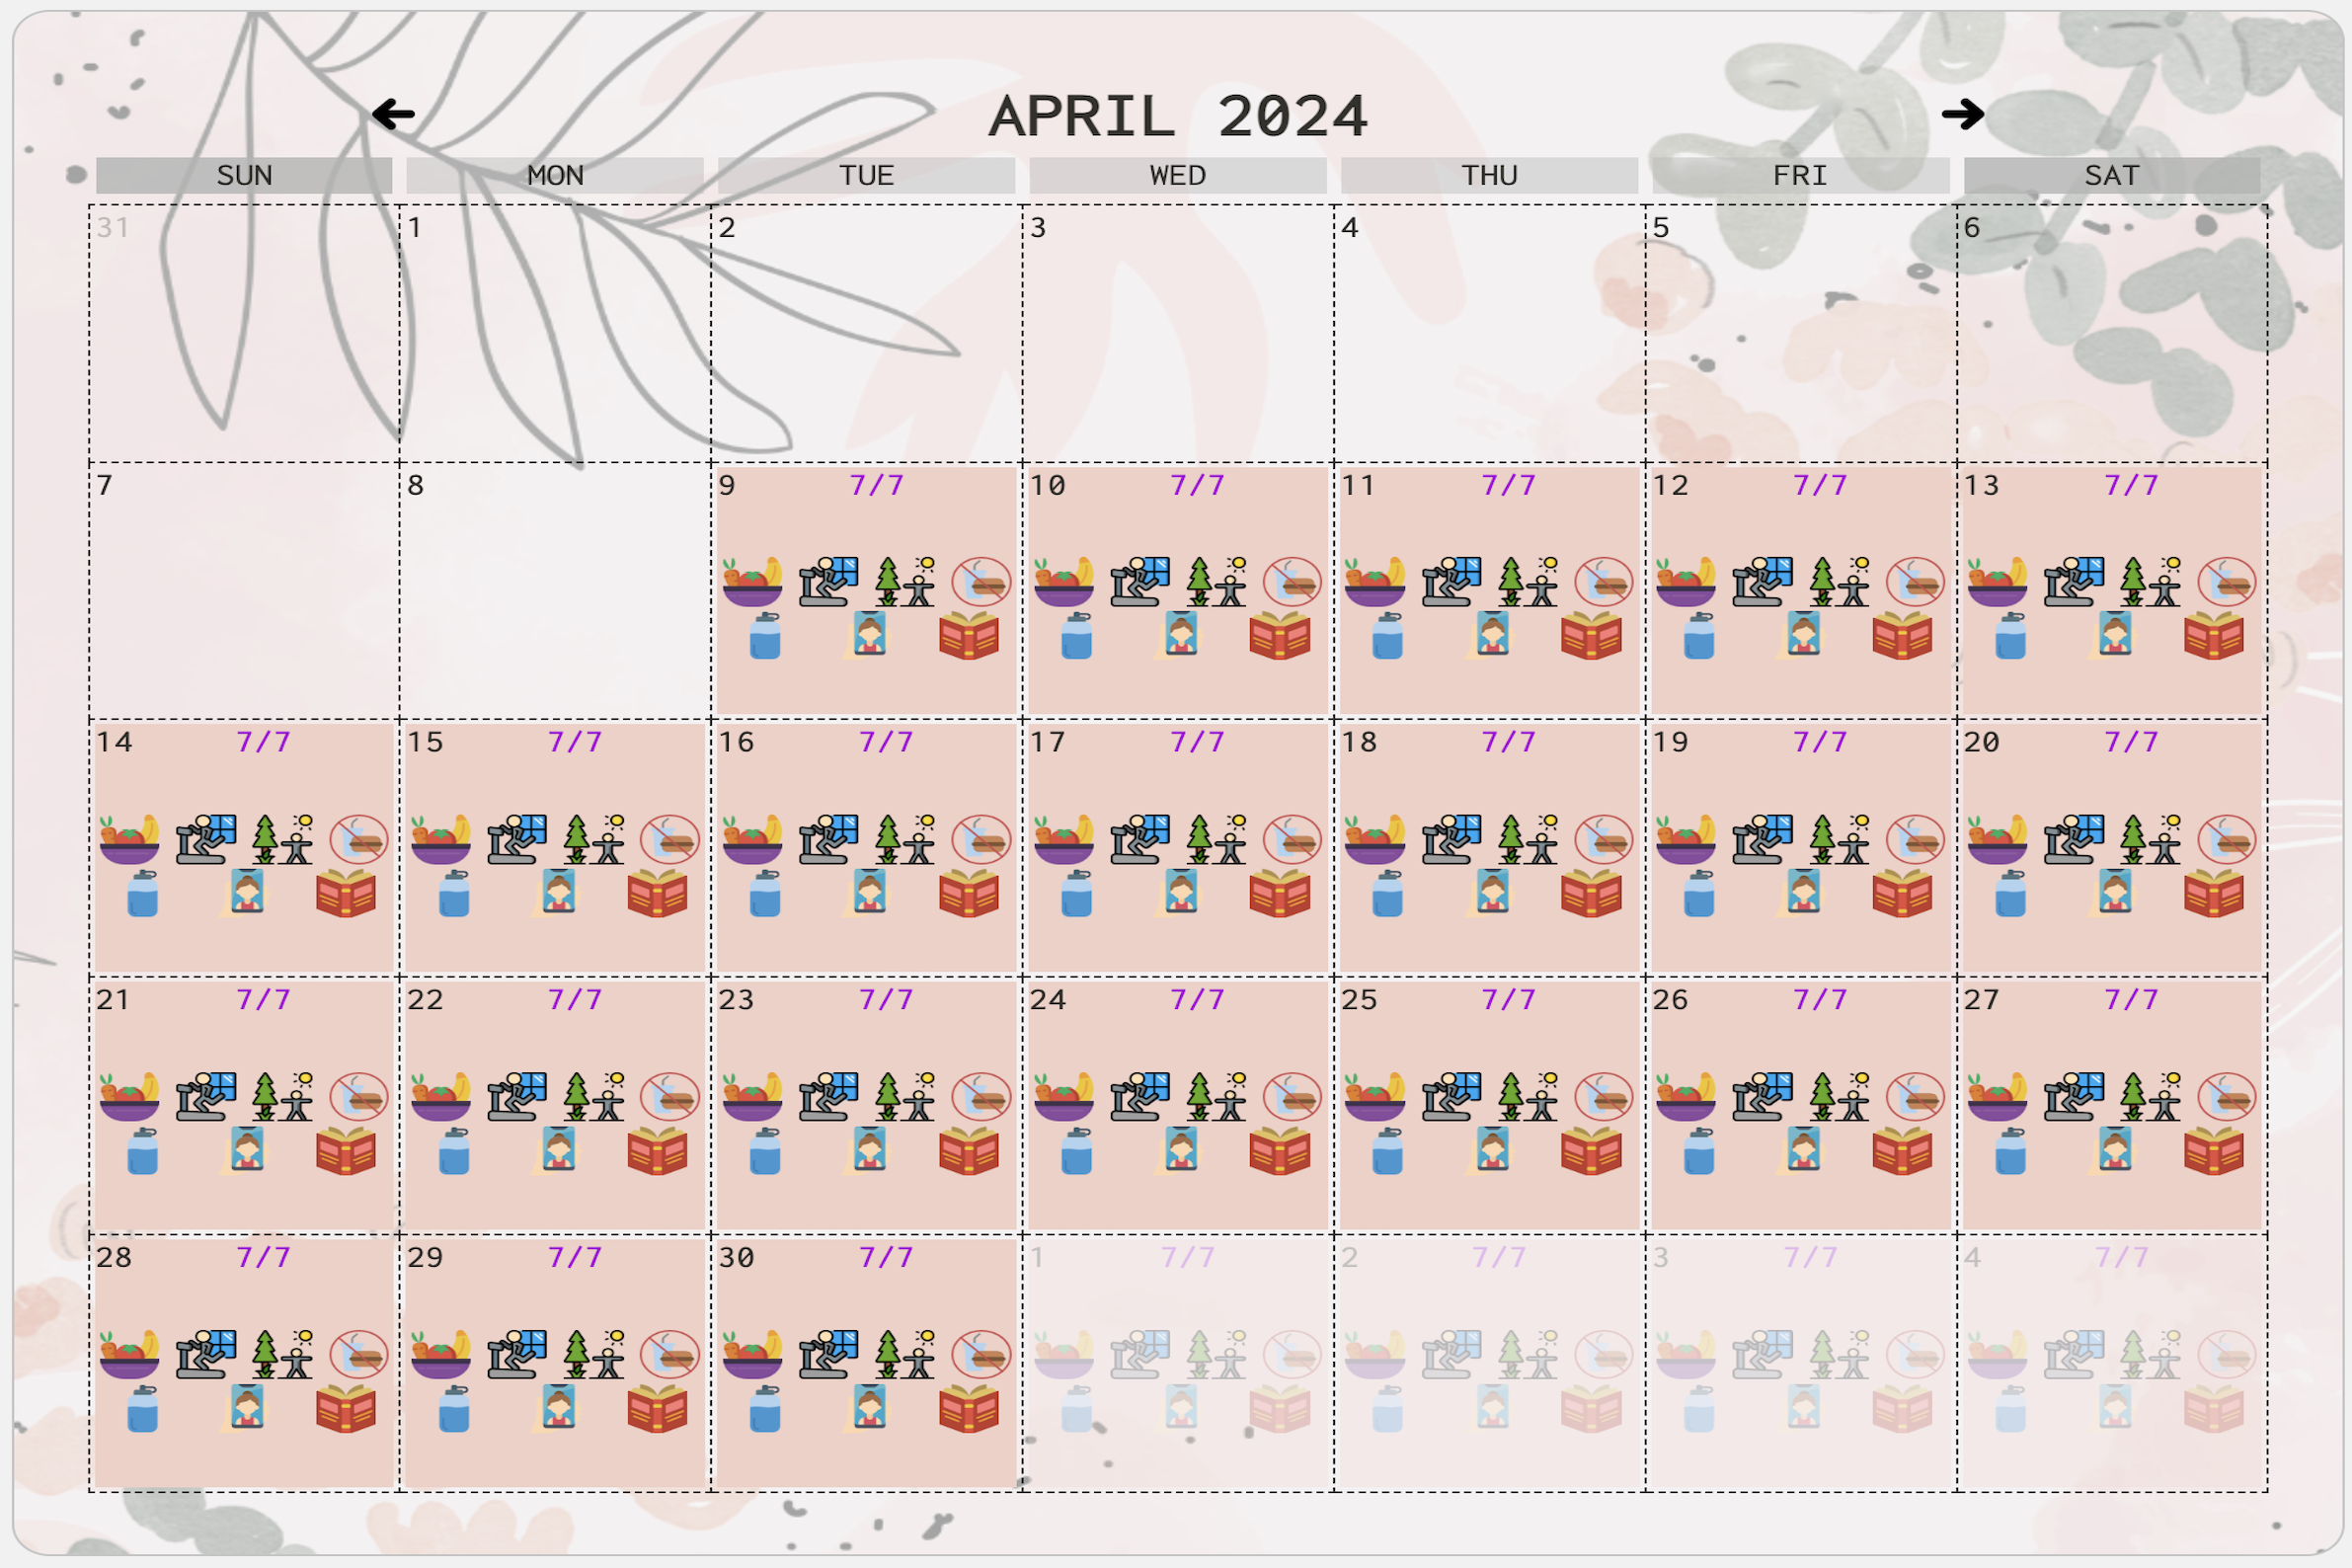 APRIL 2024
SUN MON TUE WED THU FRI SAT
31 1 2 3 4 5 6
7 8 9 7/7 10 7/7 11 7/7 12 7/7 13 7/7
14 7/7 15 7/7 16 7/7 17 7/7 18 7/7 19 7/7 20 7/7
21 7/7 22 7/7 23 7/7 24 7/7 25 7/7 26 7/7 27 7/7
28 7/7 29 7/7 30 7/7 1 7/7 2 7/7 3 7/7 4 7/7